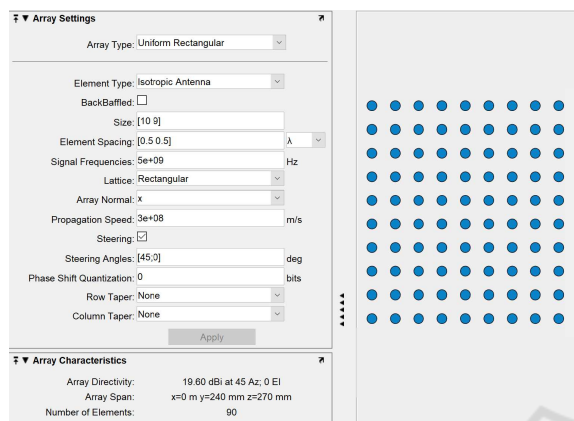 Array Settings
Array Type: Uniform Rectangular
Element Type: Isotropic Antenna
BackBaffled:
Size: [10 9]
Element Spacing: [0.5 0.5] λ
Signal Frequencies: 5e+09 Hz
Lattice: Rectangular
Array Normal: x
Propagation Speed: 3e+08 m/s
Steering:
Steering Angles: [45;0] deg
Phase Shift Quantization: 0 bits
Row Taper: None
Column Taper: None
Apply
Array Characteristics
Array Directivity: 19.60 dBi at 45 Az; 0 El
Array Span: x=0 m y=240 mm z=270 mm
Number of Elements: 90